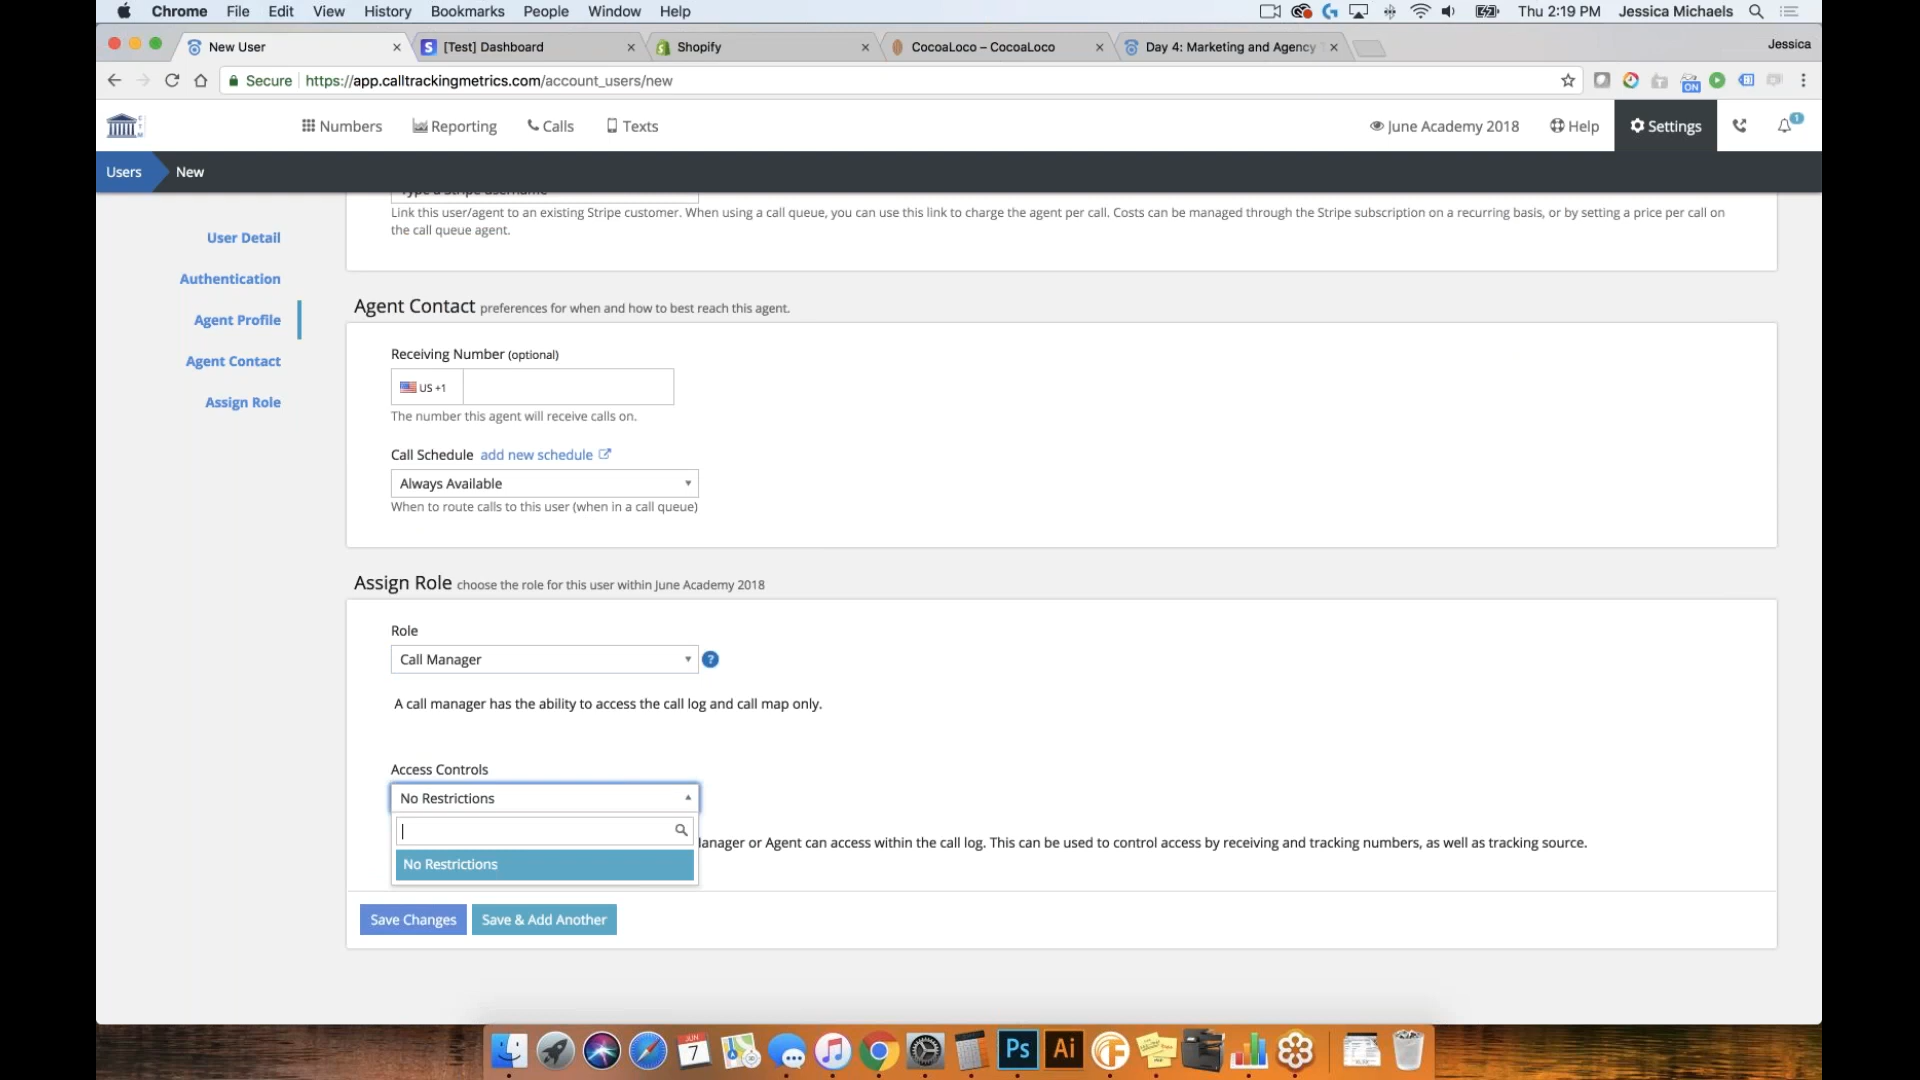 Chrome File Edit View History Bookmarks People Window Help Thu 2:19 PM Jessica Michaels
New User [Test] Dashboard Shopify CocoaLoco – CocoaLoco Day 4: Marketing and Agency Jessica
Secure https://app.calltrackingmetrics.com/account_users/new ON
Numbers Reporting Calls Texts June Academy 2018 Help Settings 1
Users New
Type a Stripe username
Link this user/agent to an existing Stripe customer. When using a call queue, you can use this link to charge the agent per call. Costs can be managed through the Stripe subscription on a recurring basis, or by setting a price per call on
the call queue agent.
User Detail
Authentication
Agent Profile
Agent Contact
Assign Role
Agent Contact preferences for when and how to best reach this agent.
Receiving Number (optional)
US +1
The number this agent will receive calls on.
Call Schedule add new schedule
Always Available
When to route calls to this user (when in a call queue)
Assign Role choose the role for this user within June Academy 2018
Role
Call Manager ?
A call manager has the ability to access the call log and call map only.
Access Controls
No Restrictions
anager or Agent can access within the call log. This can be used to control access by receiving and tracking numbers, as well as tracking source.
No Restrictions
Save Changes Save & Add Another
JUN
7
Ps Ai